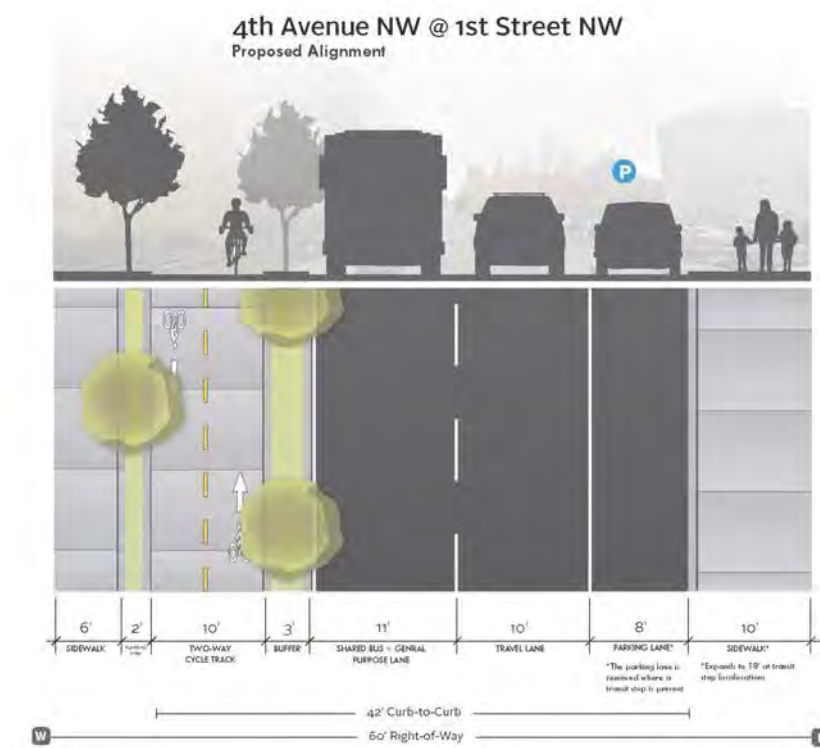 4th Avenue NW @ 1st Street NW
Proposed Alignment
P
6'
2'
10'
3'
11'
10'
8'
10'
SIDEWALK
TWO-WAY
CYCLE TRACK
BUFFER
SHARED BUS + GENRAL
PURPOSE LANE
TRAVEL LANE
PARKING LANE*
*The parking lane is
removed where a
transit stop is present
SIDEWALK*
*Expands to 18' at transit
stop localocations
42' Curb-to-Curb
W
60' Right-of-Way